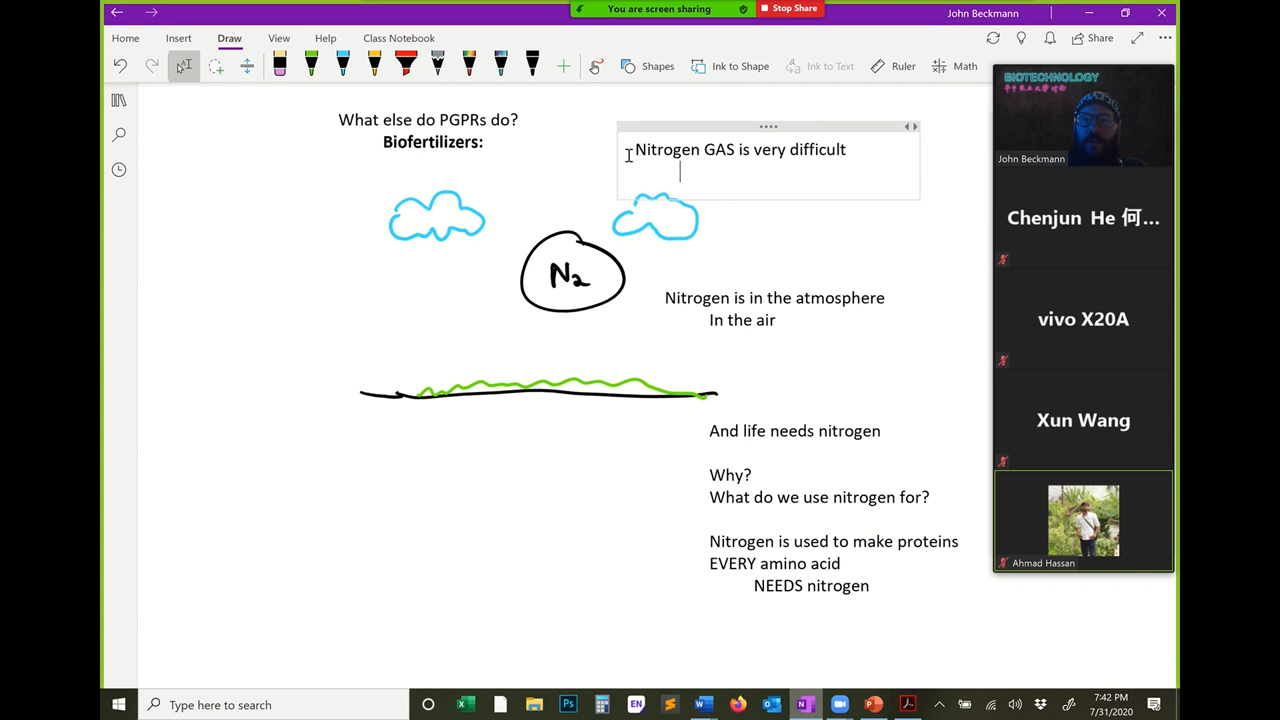 You are screen sharing
Stop Share
John Beckmann
Home Insert Draw View Help Class Notebook
Share
Shapes Ink to Shape Ink to Text Ruler Math
What else do PGPRs do?
Biofertilizers:
Nitrogen GAS is very difficult
N2
Nitrogen is in the atmosphere
In the air
And life needs nitrogen
Why?
What do we use nitrogen for?
Nitrogen is used to make proteins
EVERY amino acid
NEEDS nitrogen
BIOTECHNOLOGY
John Beckmann
Chenjun He 何...
vivo X20A
Xun Wang
Ahmad Hassan
Type here to search
EN
Ps
7:42 PM
7/31/2020